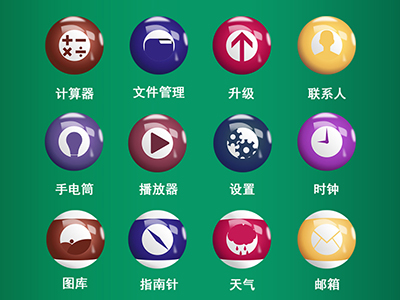 计算器 文件管理 升级 联系人
手电筒 播放器 设置 时钟
图库 指南针 天气 邮箱